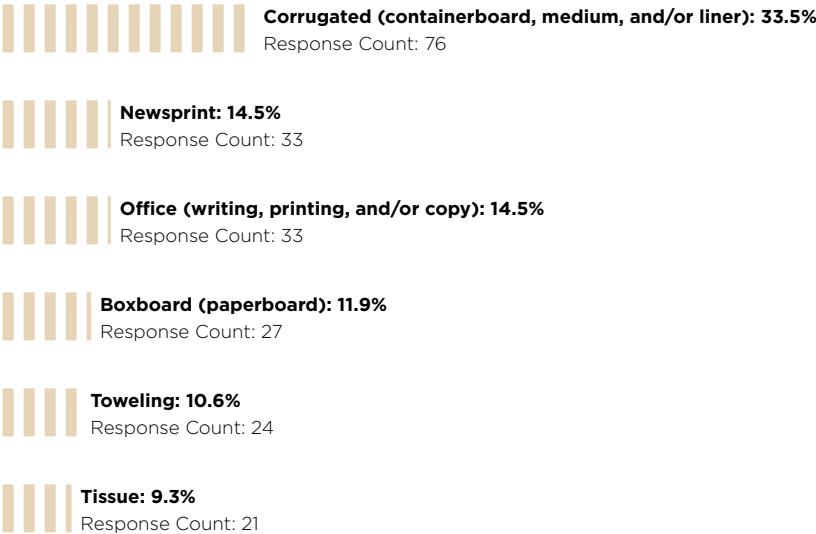 Corrugated (containerboard, medium, and/or liner): 33.5%
Response Count: 76
Newsprint: 14.5%
Response Count: 33
Office (writing, printing, and/or copy): 14.5%
Response Count: 33
Boxboard (paperboard): 11.9%
Response Count: 27
Toweling: 10.6%
Response Count: 24
Tissue: 9.3%
Response Count: 21